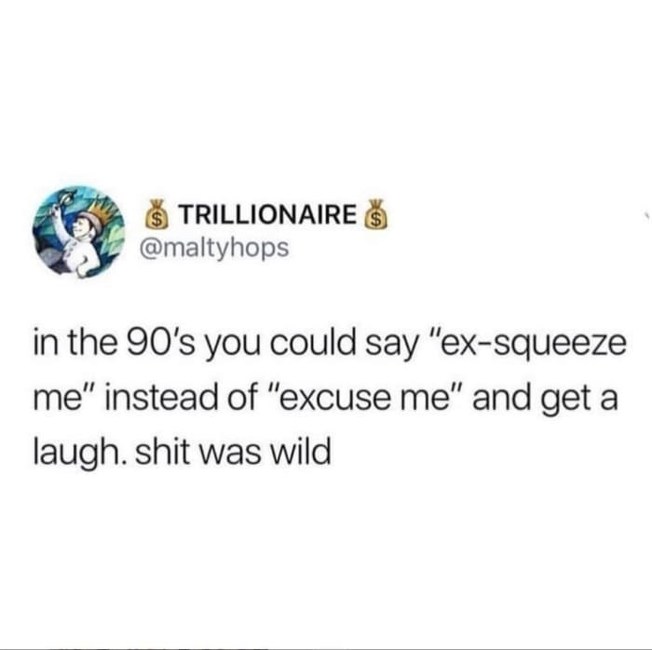 💰 TRILLIONAIRE 💰
@maltyhops
in the 90's you could say "ex-squeeze
me" instead of "excuse me" and get a
laugh. shit was wild